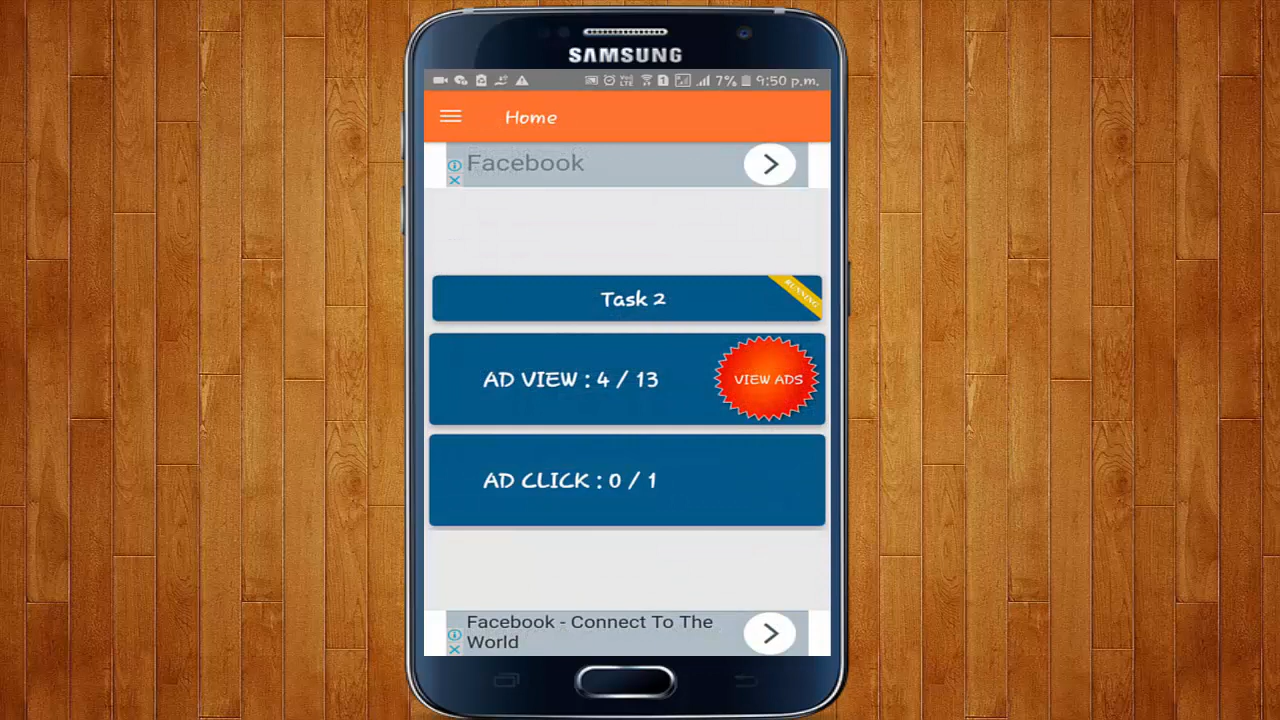 SAMSUNG
7% 9:50 p.m.
Home
Facebook
Task 2
RUNNING
AD VIEW : 4 / 13
VIEW ADS
AD CLICK : 0 / 1
Facebook - Connect To The
World